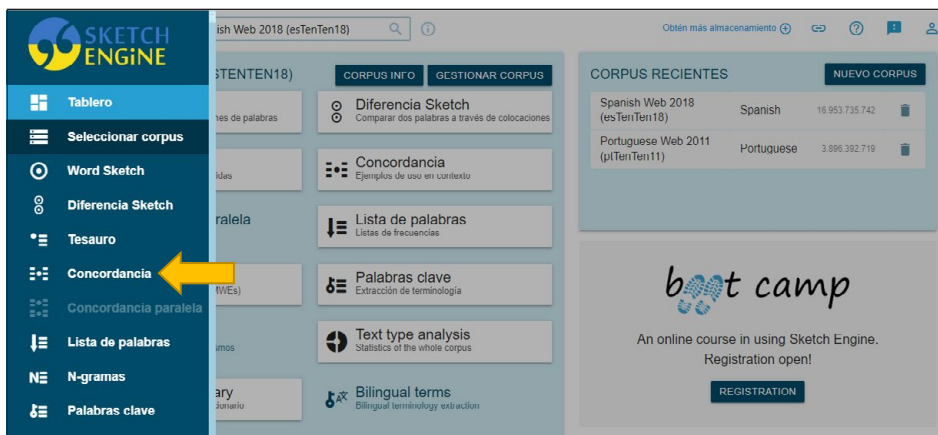 SKETCH
ENGiNE
Tablero
Seleccionar corpus
Word Sketch
Diferencia Sketch
Tesauro
Concordancia
Concordancia paralela
Lista de palabras
N-gramas
Palabras clave
ish Web 2018 (esTenTen18)
Obtén más almacenamiento
STENTEN18)
CORPUS INFO
GESTIONAR CORPUS
nes de palabras
Diferencia Sketch
Comparar dos palabras a través de colocaciones
idas
Concordancia
Ejemplos de uso en contexto
ralela
Lista de palabras
Listas de frecuencias
MWEs)
Palabras clave
Extracción de terminología
smos
Text type analysis
Statistics of the whole corpus
ary
cionario
Bilingual terms
Bilingual terminology extraction
CORPUS RECIENTES
NUEVO CORPUS
Spanish Web 2018
(esTenTen18)
Spanish
16.953.735.742
Portuguese Web 2011
(ptTenTen11)
Portuguese
3.896.392.719
boot camp
An online course in using Sketch Engine.
Registration open!
REGISTRATION